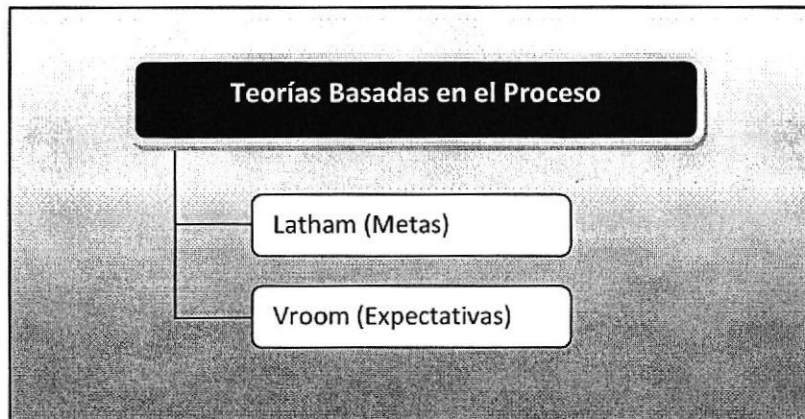 Teorías Basadas en el Proceso
Latham (Metas)
Vroom (Expectativas)